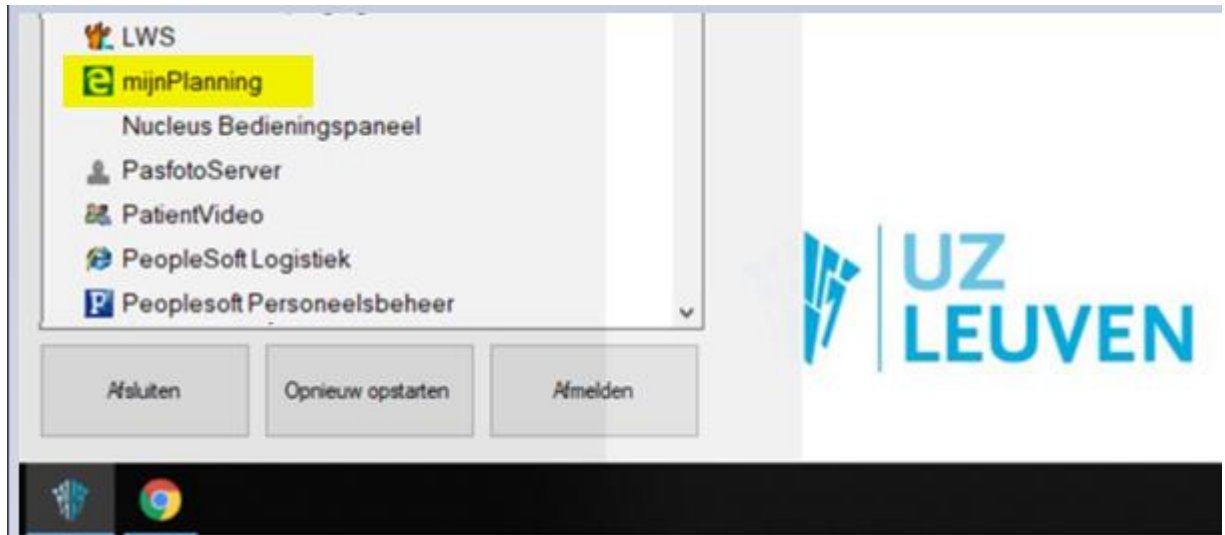 LWS
mijnPlanning
Nucleus Bedieningspaneel
PasfotoServer
PatientVideo
PeopleSoft Logistiek
Peoplesoft Personeelsbeheer
Afsluiten
Opnieuw opstarten
Afmelden
UZ
LEUVEN